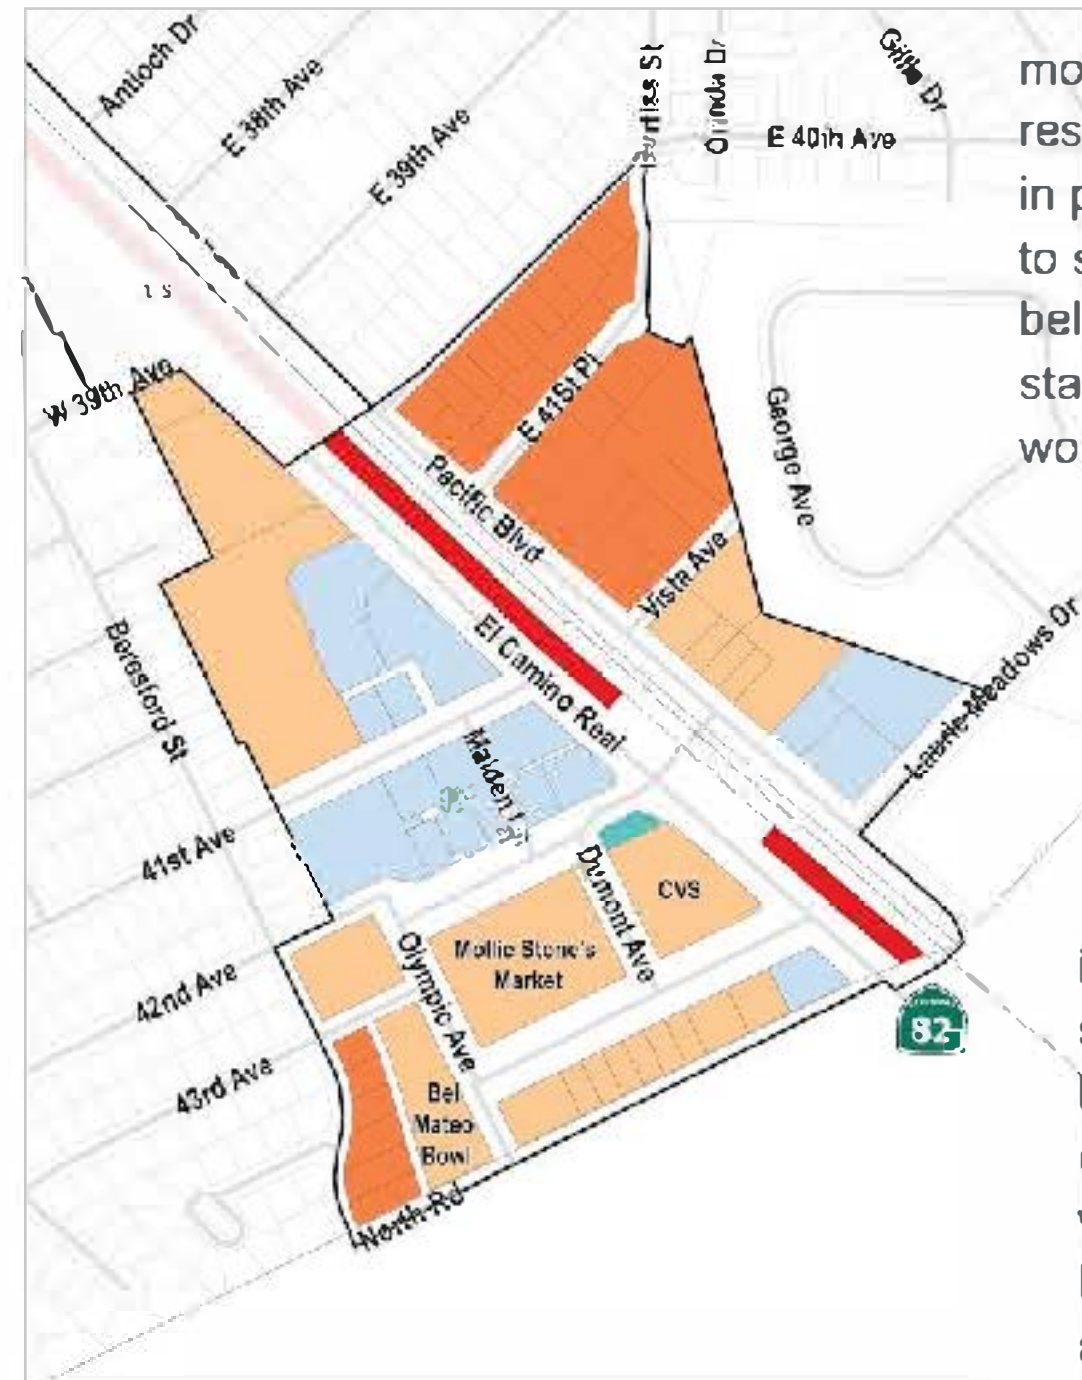 Antioch Dr
E 38th Ave
E 39th Ave
Dr
E 40th Ave
Dr
mo
res
in p
to s
bel
sta
wo
W 39th Ave
E 41St Pl
George Ave
Pacific Blvd
Vista Ave
El Camino Real
Beresford St
Laurie Meadows Dr
41st Ave
Dumont Ave
CVS
Mollie Stone's
Market
Olympic Ave
42nd Ave
43rd Ave
82
Bel
Mateo
Bowl
North Rd